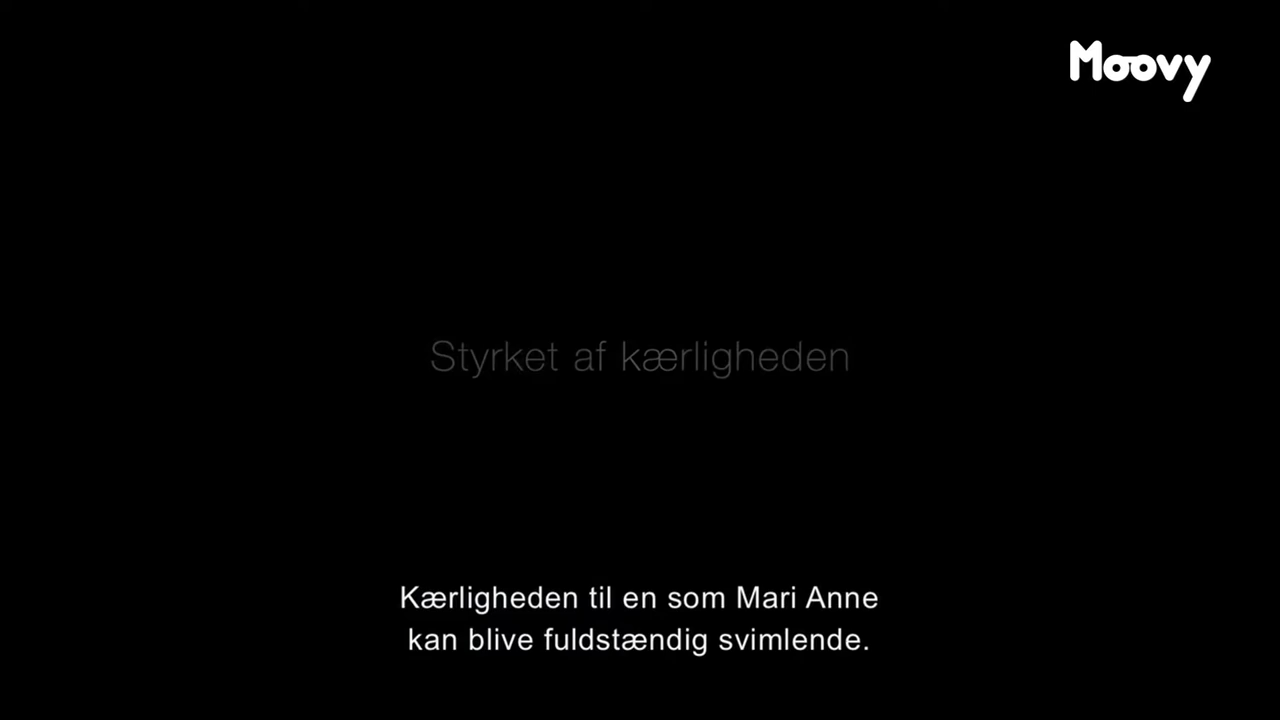 Moovy
Styrket af kærligheden
Kærligheden til en som Mari Anne
kan blive fuldstændig svimlende.